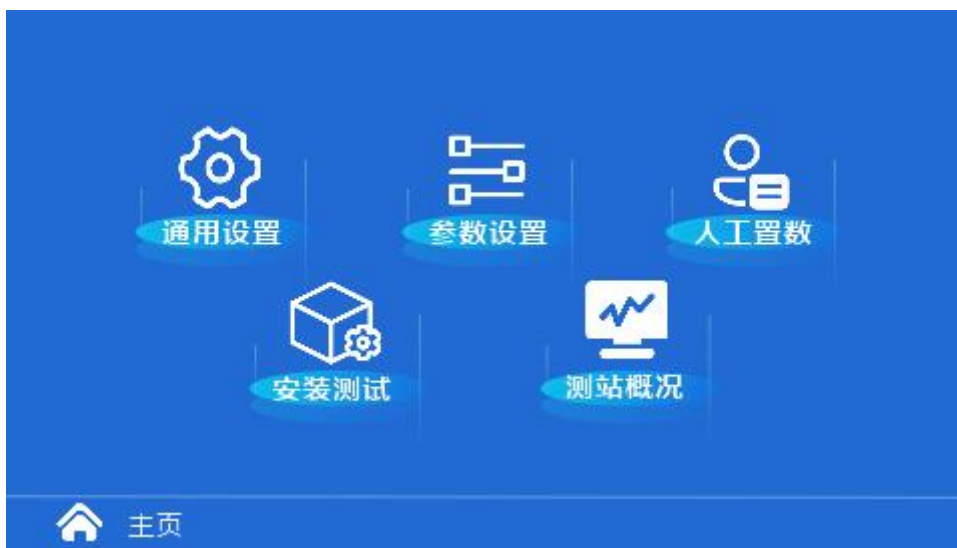 通用设置
参数设置
人工置数
安装测试
测站概况
主页